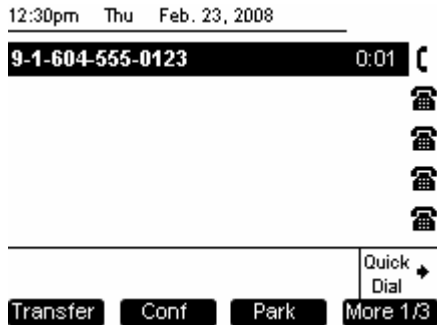 12:30pm Thu Feb. 23, 2008
9-1-604-555-0123 0:01
Quick
Dial
Transfer Conf Park More 1/3